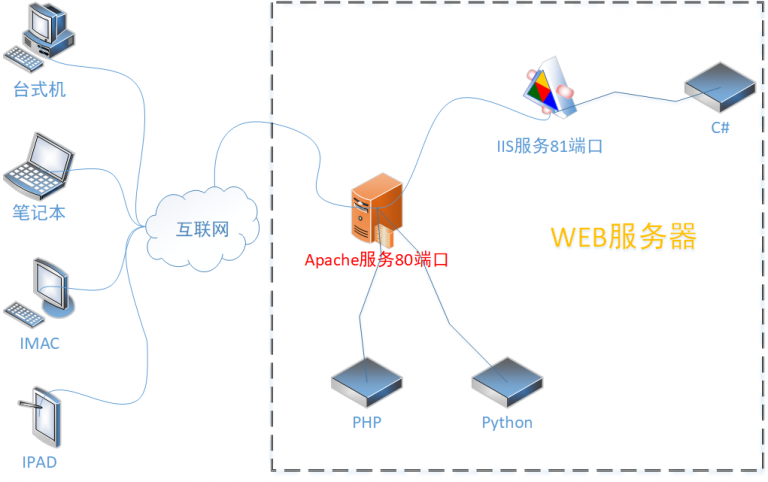 台式机
笔记本
IMAC
IPAD
互联网
Apache服务80端口
IIS服务81端口
C#
WEB服务器
PHP
Python